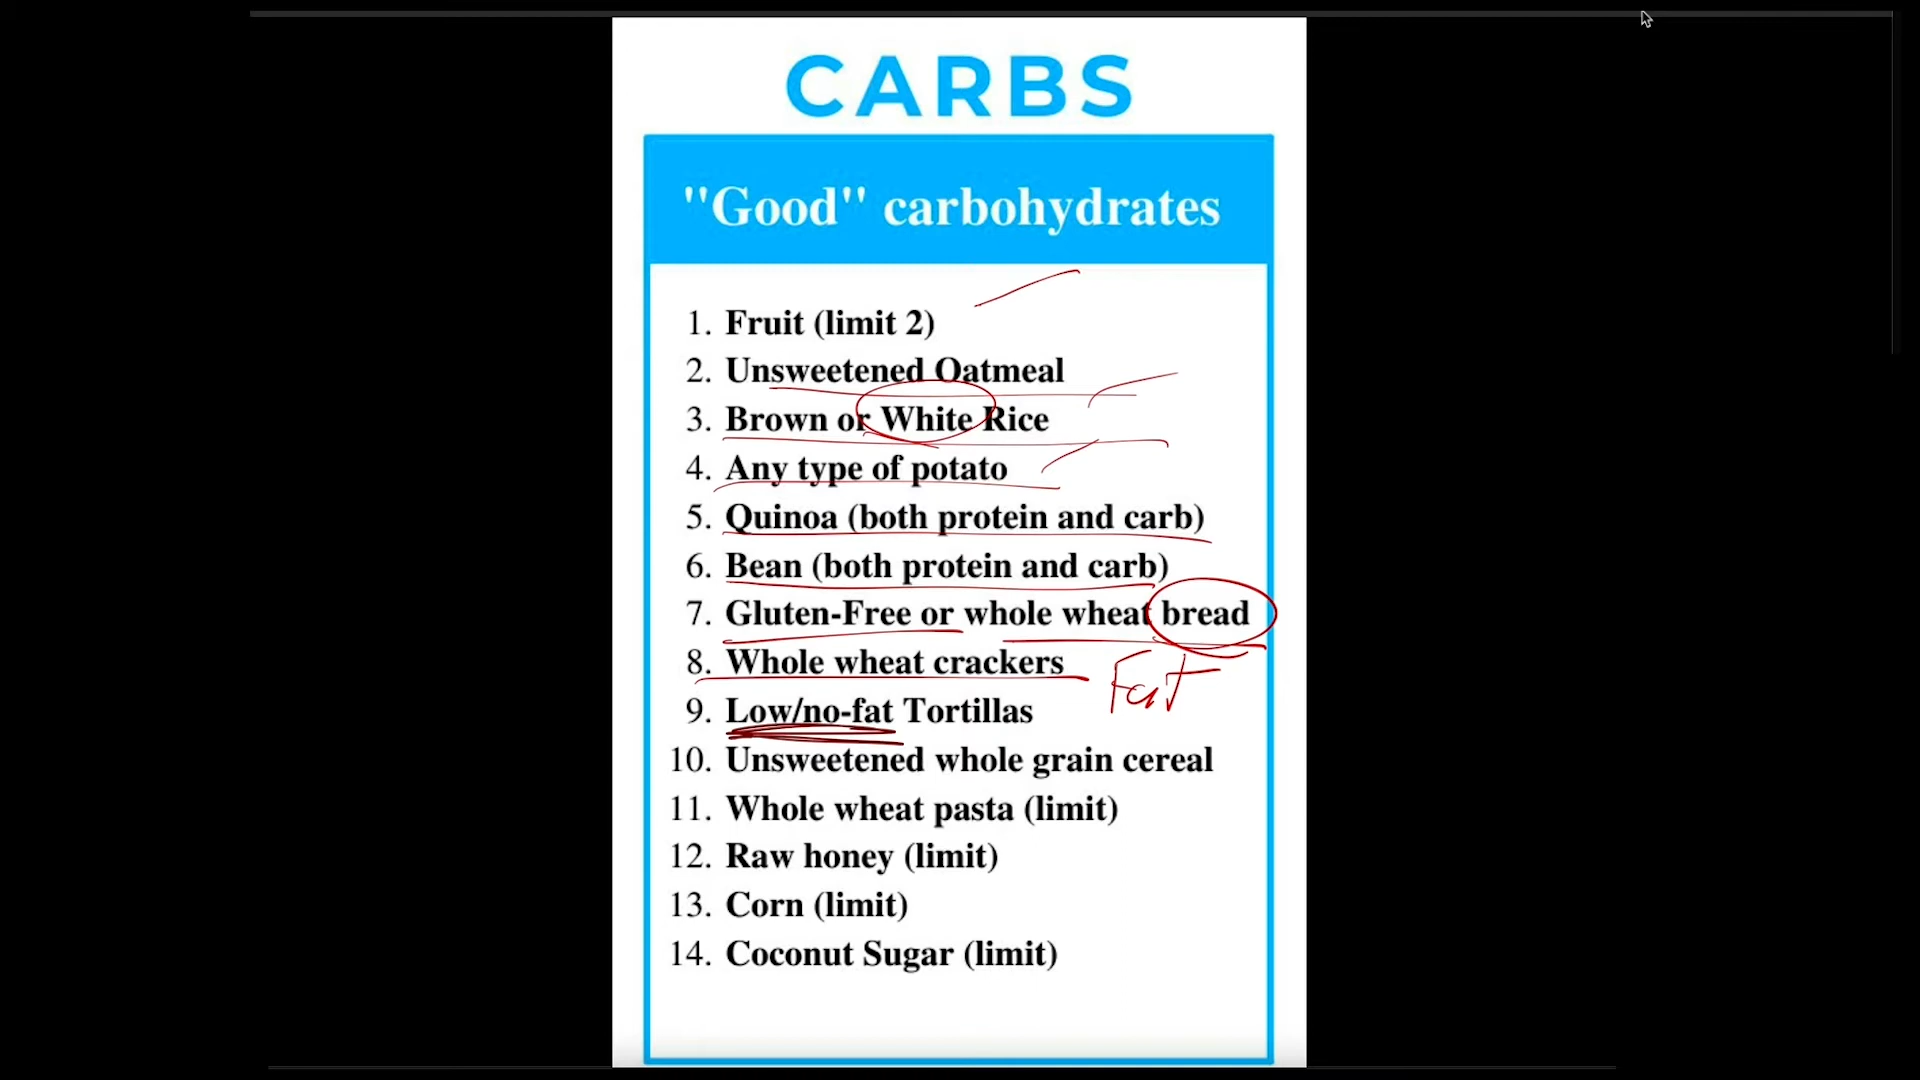 CARBS
"Good" carbohydrates
1. Fruit (limit 2)
2. Unsweetened Oatmeal
3. Brown or White Rice
4. Any type of potato
5. Quinoa (both protein and carb)
6. Bean (both protein and carb)
7. Gluten-Free or whole wheat bread
8. Whole wheat crackers
Fat
9. Low/no-fat Tortillas
10. Unsweetened whole grain cereal
11. Whole wheat pasta (limit)
12. Raw honey (limit)
13. Corn (limit)
14. Coconut Sugar (limit)